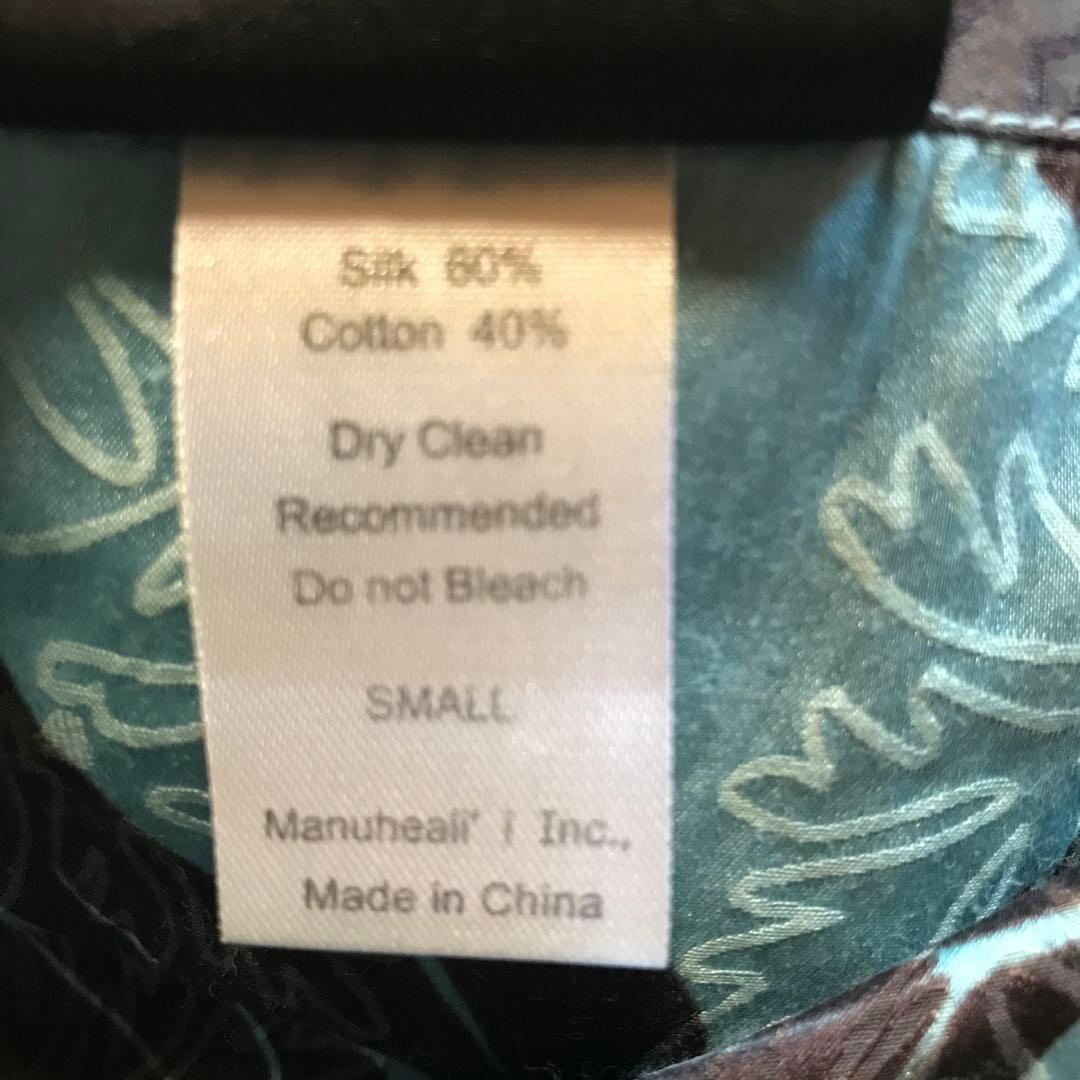 Silk 60%
Cotton 40%
Dry Clean
Recommended
Do not Bleach
SMALL
Manuheali' i Inc.,
Made in China